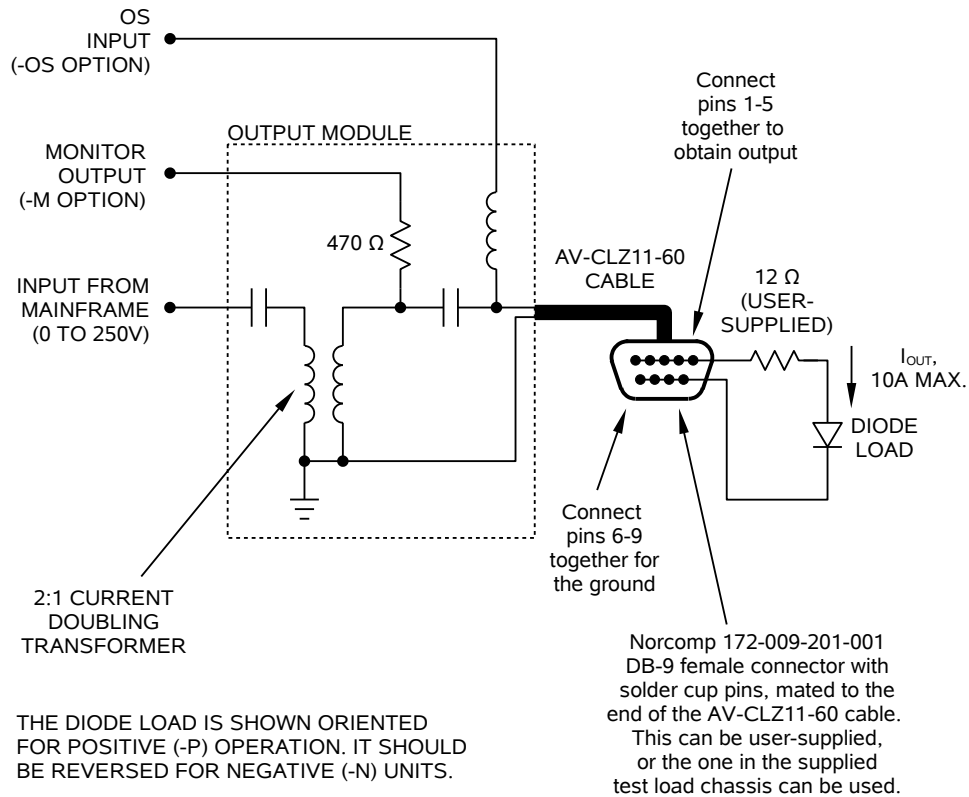 OS
INPUT
(-OS OPTION)
Connect
pins 1-5
together to
obtain output
OUTPUT MODULE
MONITOR
OUTPUT
(-M OPTION)
470 Ω
AV-CLZ11-60
CABLE
12 Ω
(USER-
SUPPLIED)
INPUT FROM
MAINFRAME
(0 TO 250V)
IOUT,
10A MAX.
DIODE
LOAD
Connect
pins 6-9
together for
the ground
2:1 CURRENT
DOUBLING
TRANSFORMER
Norcomp 172-009-201-001
DB-9 female connector with
solder cup pins, mated to the
end of the AV-CLZ11-60 cable.
This can be user-supplied,
or the one in the supplied
test load chassis can be used.
THE DIODE LOAD IS SHOWN ORIENTED
FOR POSITIVE (-P) OPERATION. IT SHOULD
BE REVERSED FOR NEGATIVE (-N) UNITS.